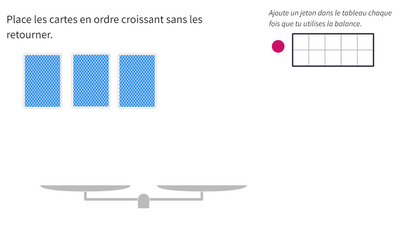 Place les cartes en ordre croissant sans les
retourner.
Ajoute un jeton dans le tableau chaque
fois que tu utilises la balance.